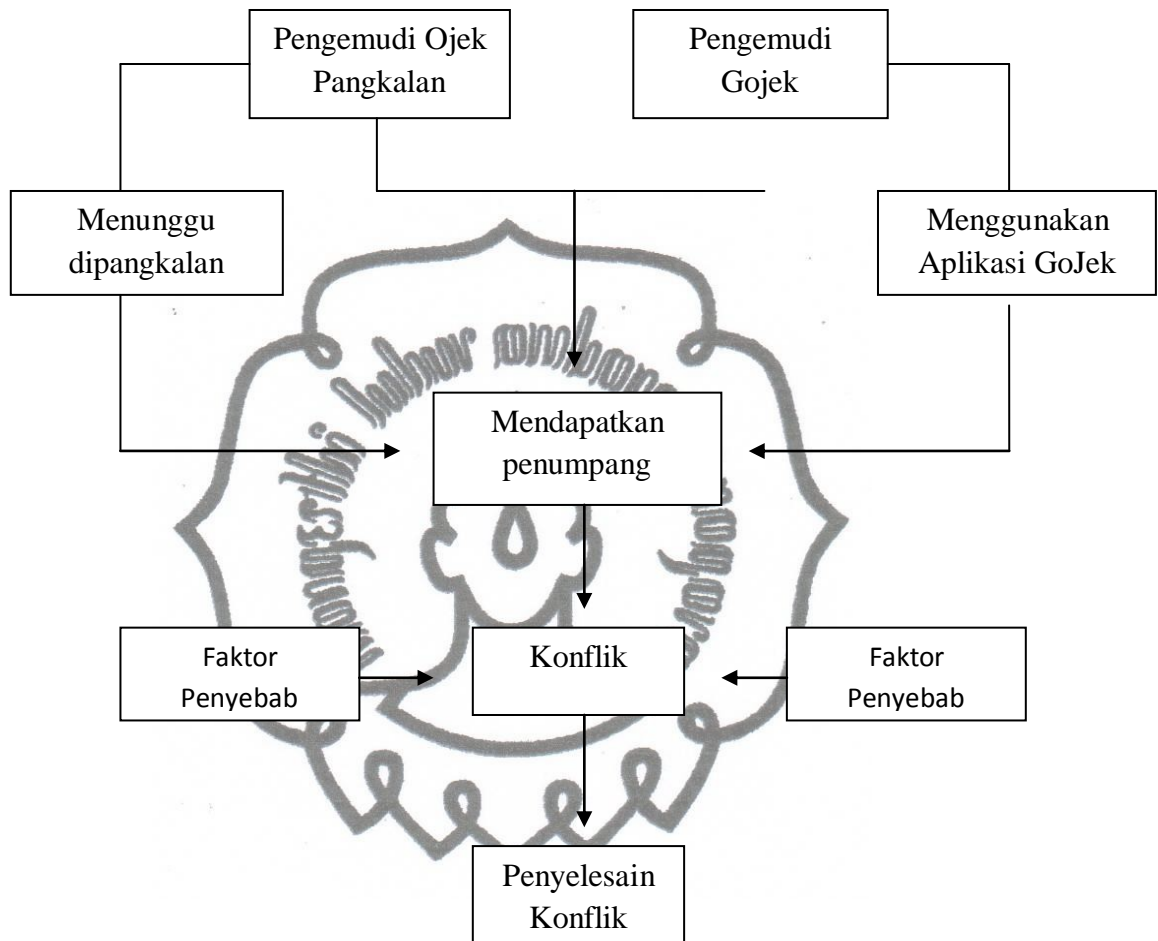 Pengemudi Ojek
Pangkalan
Pengemudi
Gojek
Menunggu
dipangkalan
Menggunakan
Aplikasi GoJek
Mendapatkan
penumpang
Faktor
Penyebab
Konflik
Faktor
Penyebab
Penyelesain
Konflik